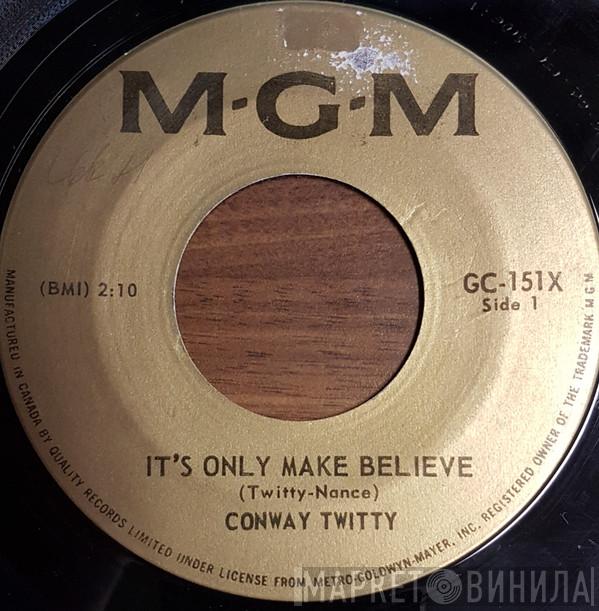 M·G·M
(BMI) 2:10
GC-151X
Side 1
IT'S ONLY MAKE BELIEVE
(Twitty-Nance)
CONWAY TWITTY
MANUFACTURED IN CANADA BY QUALITY RECORDS LIMITED UNDER LICENSE FROM METRO-GOLDWYN-MAYER, INC. REGISTERED OWNER OF THE TRADEMARK M G M
МАРКЕТ ВИНИЛА